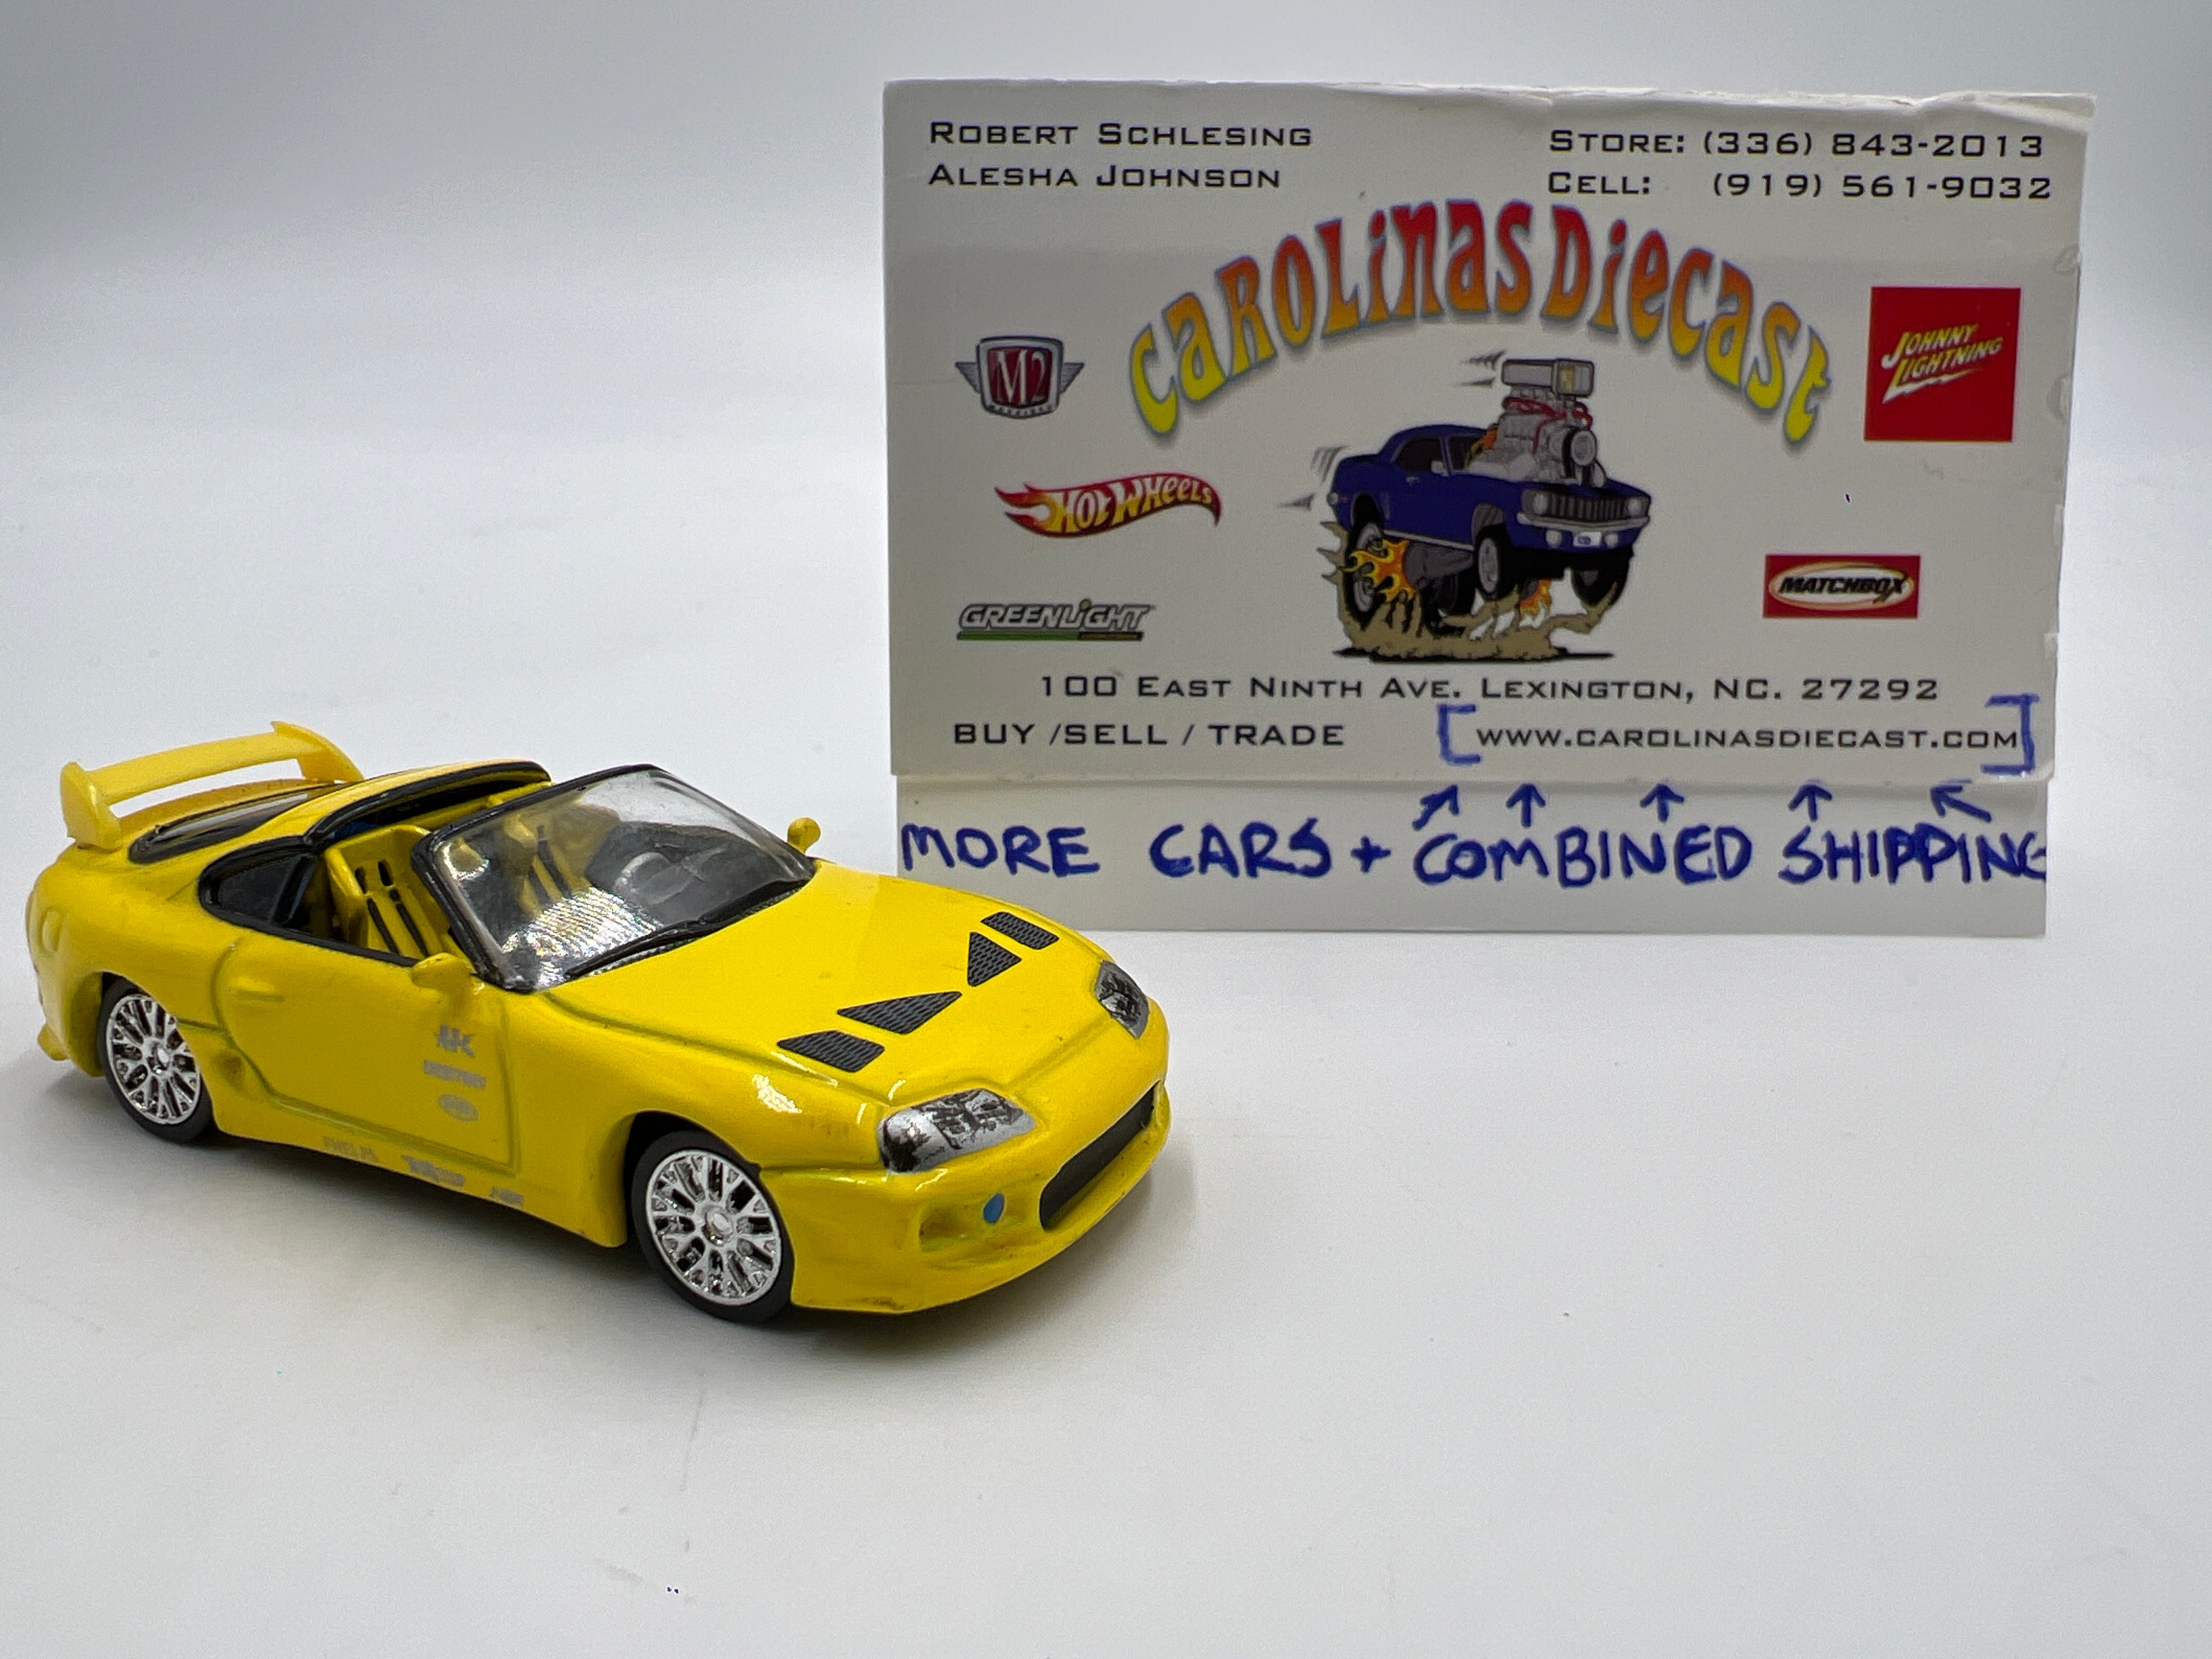 ROBERT SCHLESING
ALESHA JOHNSON
STORE: (336) 843-2013
CELL: (919) 561-9032
CAROLINAS DIECAST
M2
JOHNNY LIGHTNING
HOT WHEELS
MATCHBOX
GREENLIGHT
100 EAST NINTH AVE. LEXINGTON, NC. 27292
BUY /SELL / TRADE
[WWW.CAROLINASDIECAST.COM]
MORE CARS + COMBINED SHIPPING